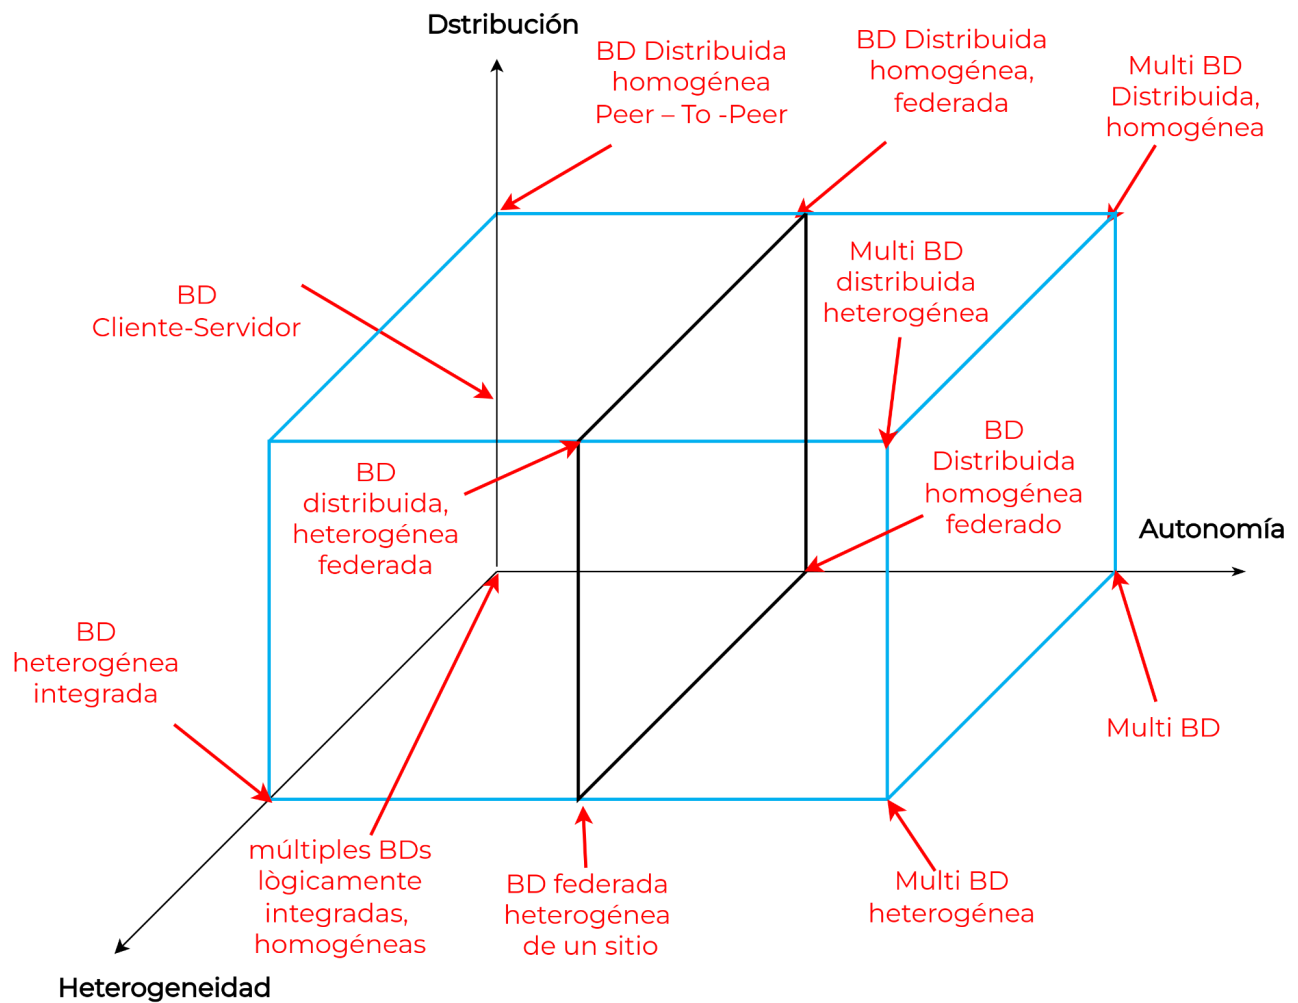 Dstribución
BD Distribuida
homogénea
Peer – To -Peer
BD Distribuida
homogénea,
federada
Multi BD
Distribuida,
homogénea
BD
Cliente-Servidor
Multi BD
distribuida
heterogénea
BD
distribuida,
heterogénea
federada
BD
Distribuida
homogénea
federado
Autonomía
BD
heterogénea
integrada
Multi BD
múltiples BDs
lògicamente
integradas,
homogéneas
BD federada
heterogénea
de un sitio
Multi BD
heterogénea
Heterogeneidad